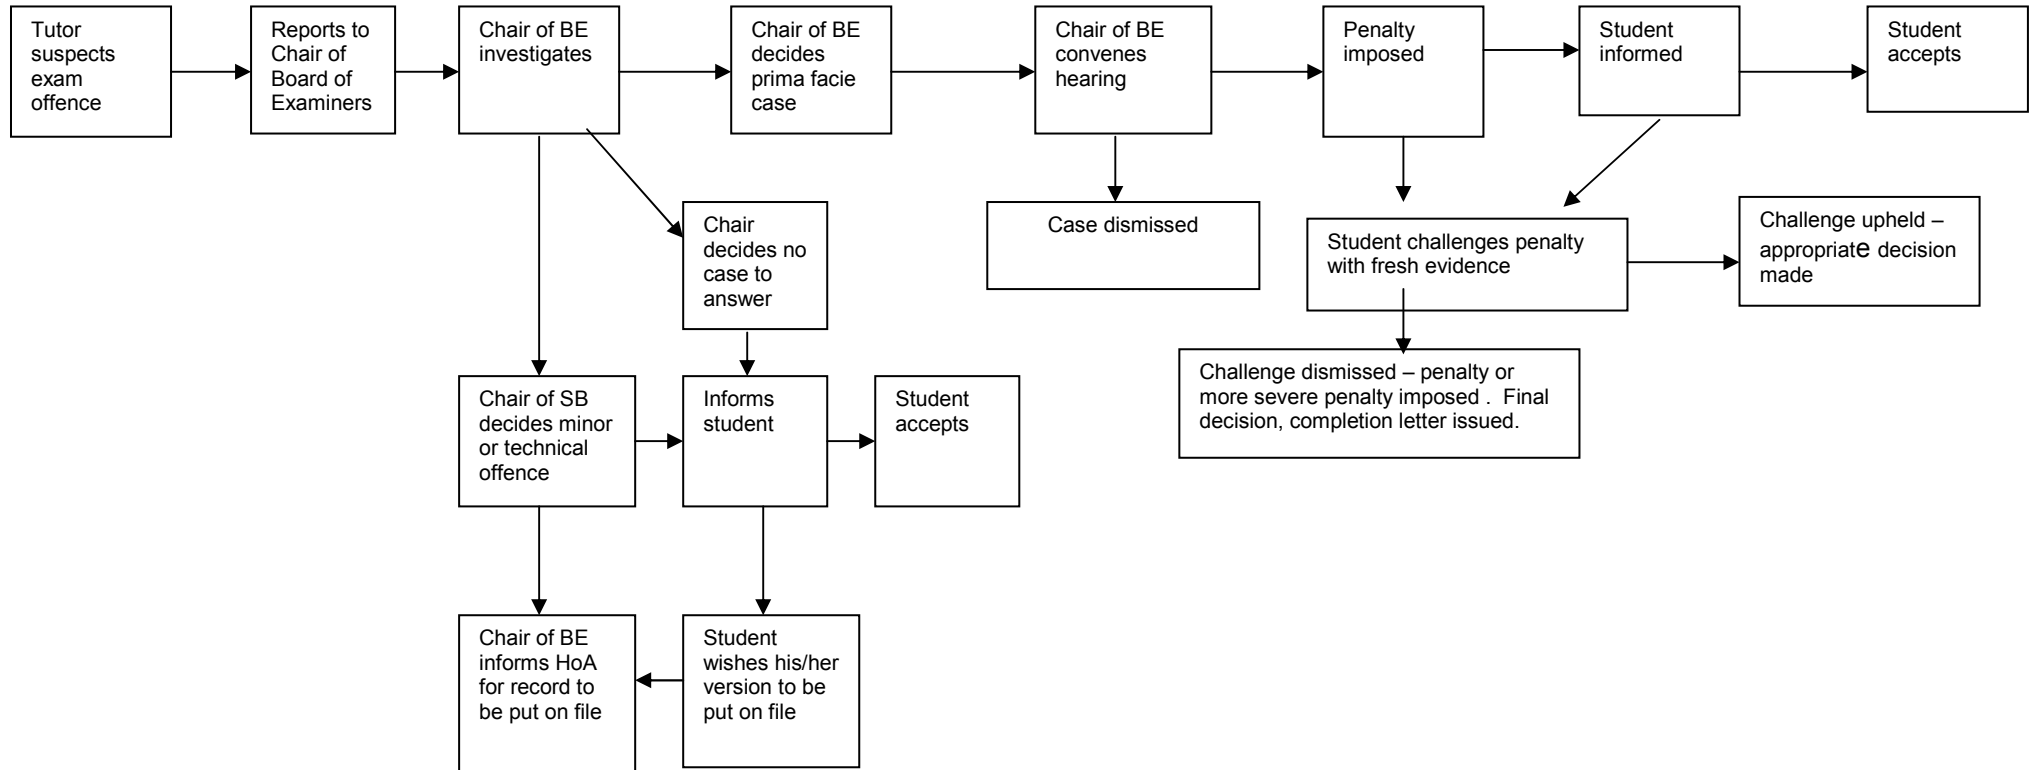 Tutor
suspects
exam
offence
Reports to
Chair of
Board of
Examiners
Chair of BE
investigates
Chair of BE
decides
prima facie
case
Chair of BE
convenes
hearing
Penalty
imposed
Student
informed
Student
accepts
Chair
decides no
case to
answer
Case dismissed
Student challenges penalty
with fresh evidence
Challenge upheld –
appropriate decision
made
Chair of SB
decides minor
or technical
offence
Informs
student
Student
accepts
Challenge dismissed – penalty or
more severe penalty imposed . Final
decision, completion letter issued.
Chair of BE
informs HoA
for record to
be put on file
Student
wishes his/her
version to be
put on file